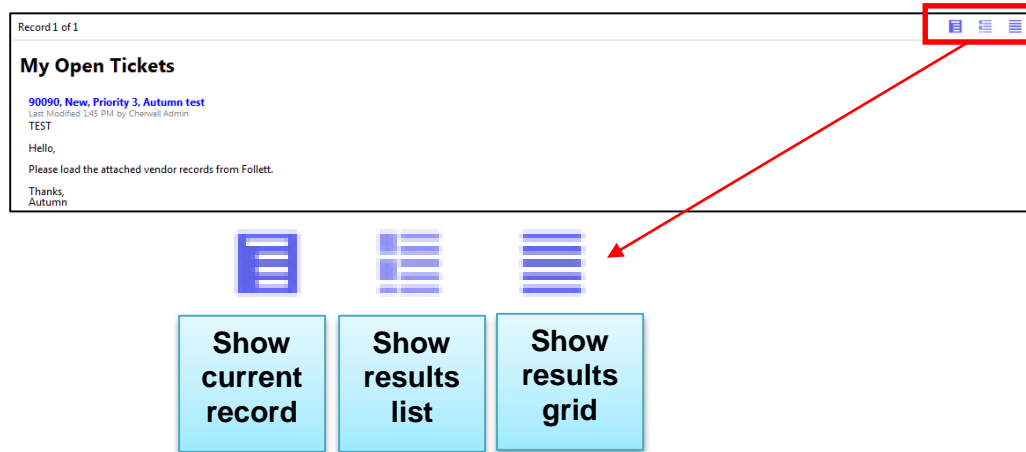 Record 1 of 1
My Open Tickets
90090, New, Priority 3, Autumn test
Last Modified 1:45 PM by Cherwell Admin
TEST
Hello,
Please load the attached vendor records from Follett.
Thanks,
Autumn
Show
current
record
Show
results
list
Show
results
grid